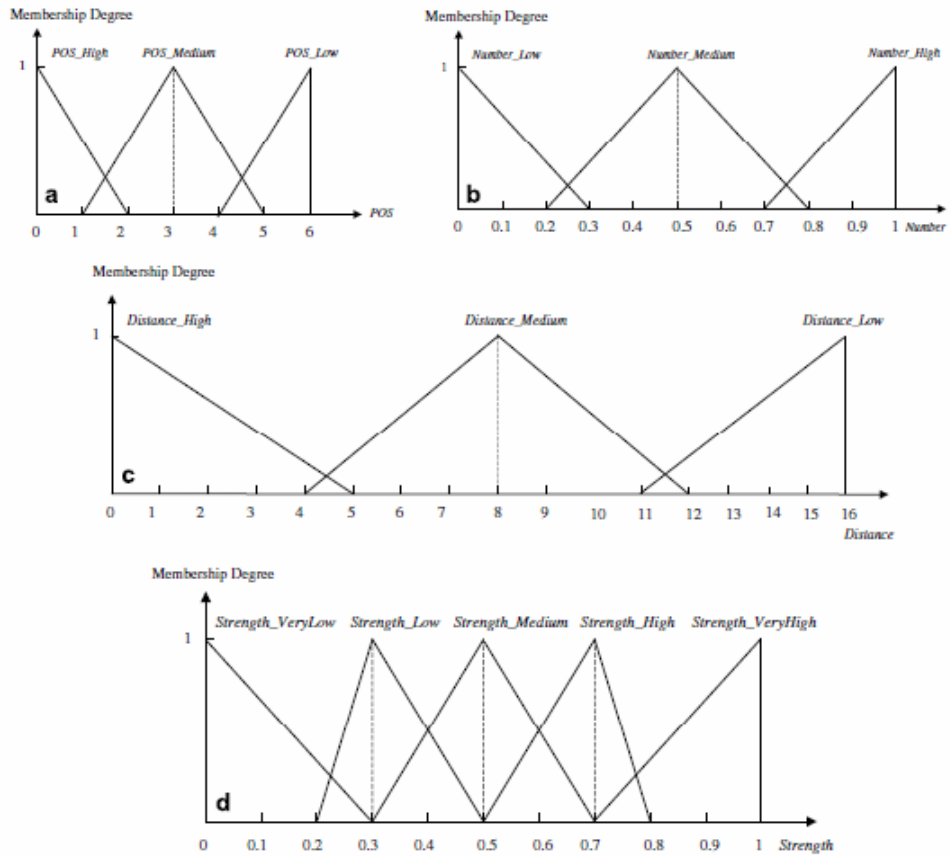 Membership Degree
POS_High POS_Medium POS_Low
1
a
0 1 2 3 4 5 6
POS
Membership Degree
Number_Low Number_Medium Number_High
1
b
0 0.1 0.2 0.3 0.4 0.5 0.6 0.7 0.8 0.9 1 Number
Membership Degree
Distance_High Distance_Medium Distance_Low
1
c
0 1 2 3 4 5 6 7 8 9 10 11 12 13 14 15 16
Distance
Membership Degree
Strength_VeryLow Strength_Low Strength_Medium Strength_High Strength_VeryHigh
1
d
0 0.1 0.2 0.3 0.4 0.5 0.6 0.7 0.8 0.9 1 Strength